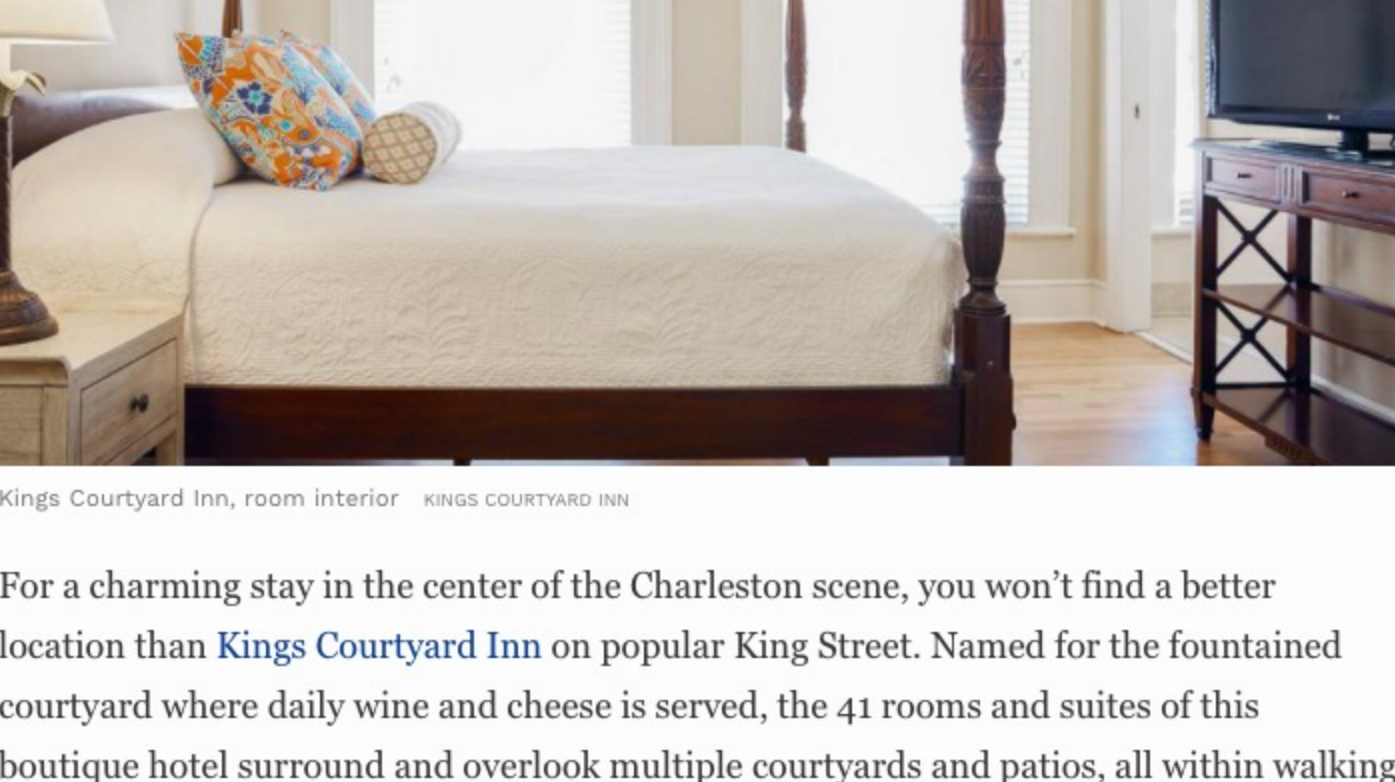 Kings Courtyard Inn, room interior KINGS COURTYARD INN
For a charming stay in the center of the Charleston scene, you won’t find a better
location than Kings Courtyard Inn on popular King Street. Named for the fountained
courtyard where daily wine and cheese is served, the 41 rooms and suites of this
boutique hotel surround and overlook multiple courtyards and patios, all within walking